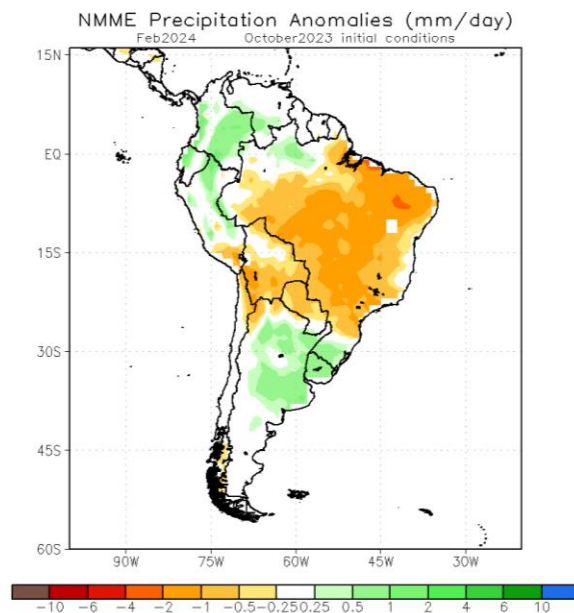 NMME Precipitation Anomalies (mm/day)
Feb2024 October2023 initial conditions
15N
EQ
15S
30S
45S
60S
90W 75W 60W 45W 30W
-10 -6 -4 -2 -1 -0.5 -0.25 0.25 0.5 1 2 4 6 10